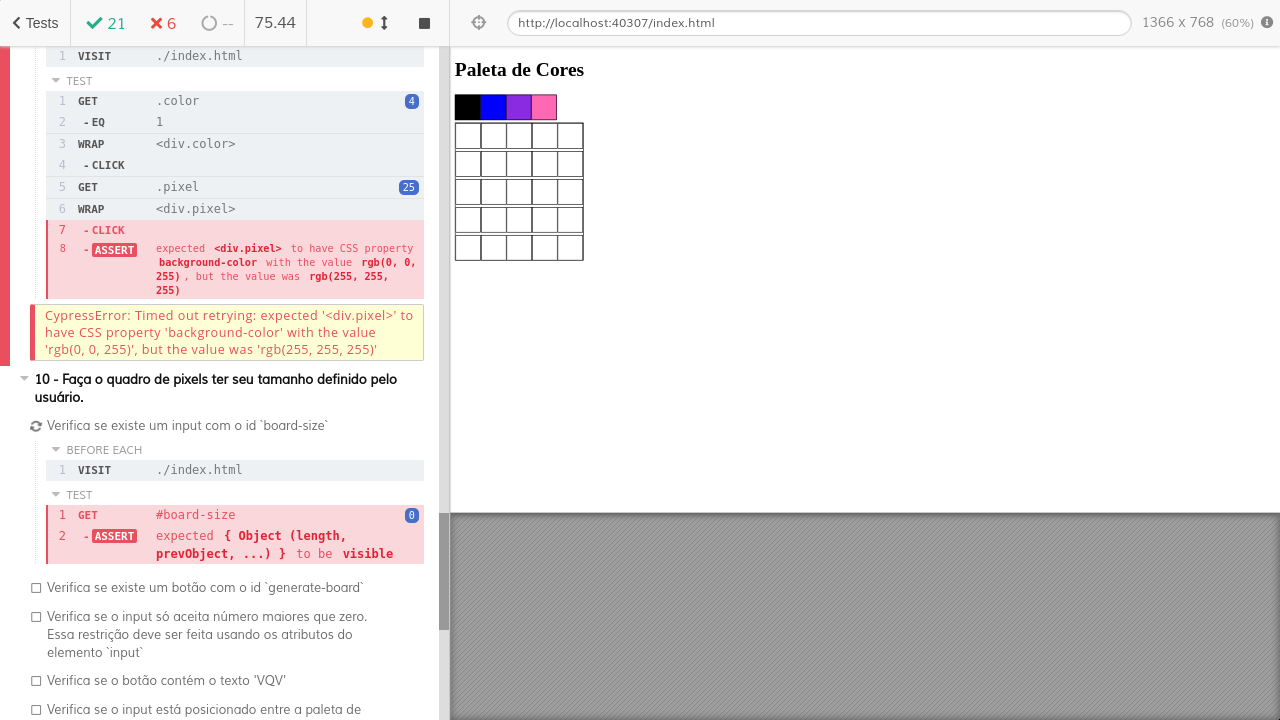 Tests 21 6 -- 75.44 http://localhost:40307/index.html 1366 x 768 (60%)
1 VISIT ./index.html
TEST
1 GET .color 4
2 - EQ 1
3 WRAP <div.color>
4 - CLICK
5 GET .pixel 25
6 WRAP <div.pixel>
7 - CLICK
8 - ASSERT expected <div.pixel> to have CSS property
background-color with the value rgb(0, 0,
255) , but the value was rgb(255, 255,
255)
CypressError: Timed out retrying: expected '<div.pixel>' to
have CSS property 'background-color' with the value
'rgb(0, 0, 255)', but the value was 'rgb(255, 255, 255)'
10 - Faça o quadro de pixels ter seu tamanho definido pelo
usuário.
Verifica se existe um input com o id `board-size`
BEFORE EACH
1 VISIT ./index.html
TEST
1 GET #board-size 0
2 - ASSERT expected { Object (length,
prevObject, ...) } to be visible
Verifica se existe um botão com o id `generate-board`
Verifica se o input só aceita número maiores que zero.
Essa restrição deve ser feita usando os atributos do
elemento `input`
Verifica se o botão contém o texto 'VQV'
Verifica se o input está posicionado entre a paleta de
Paleta de Cores